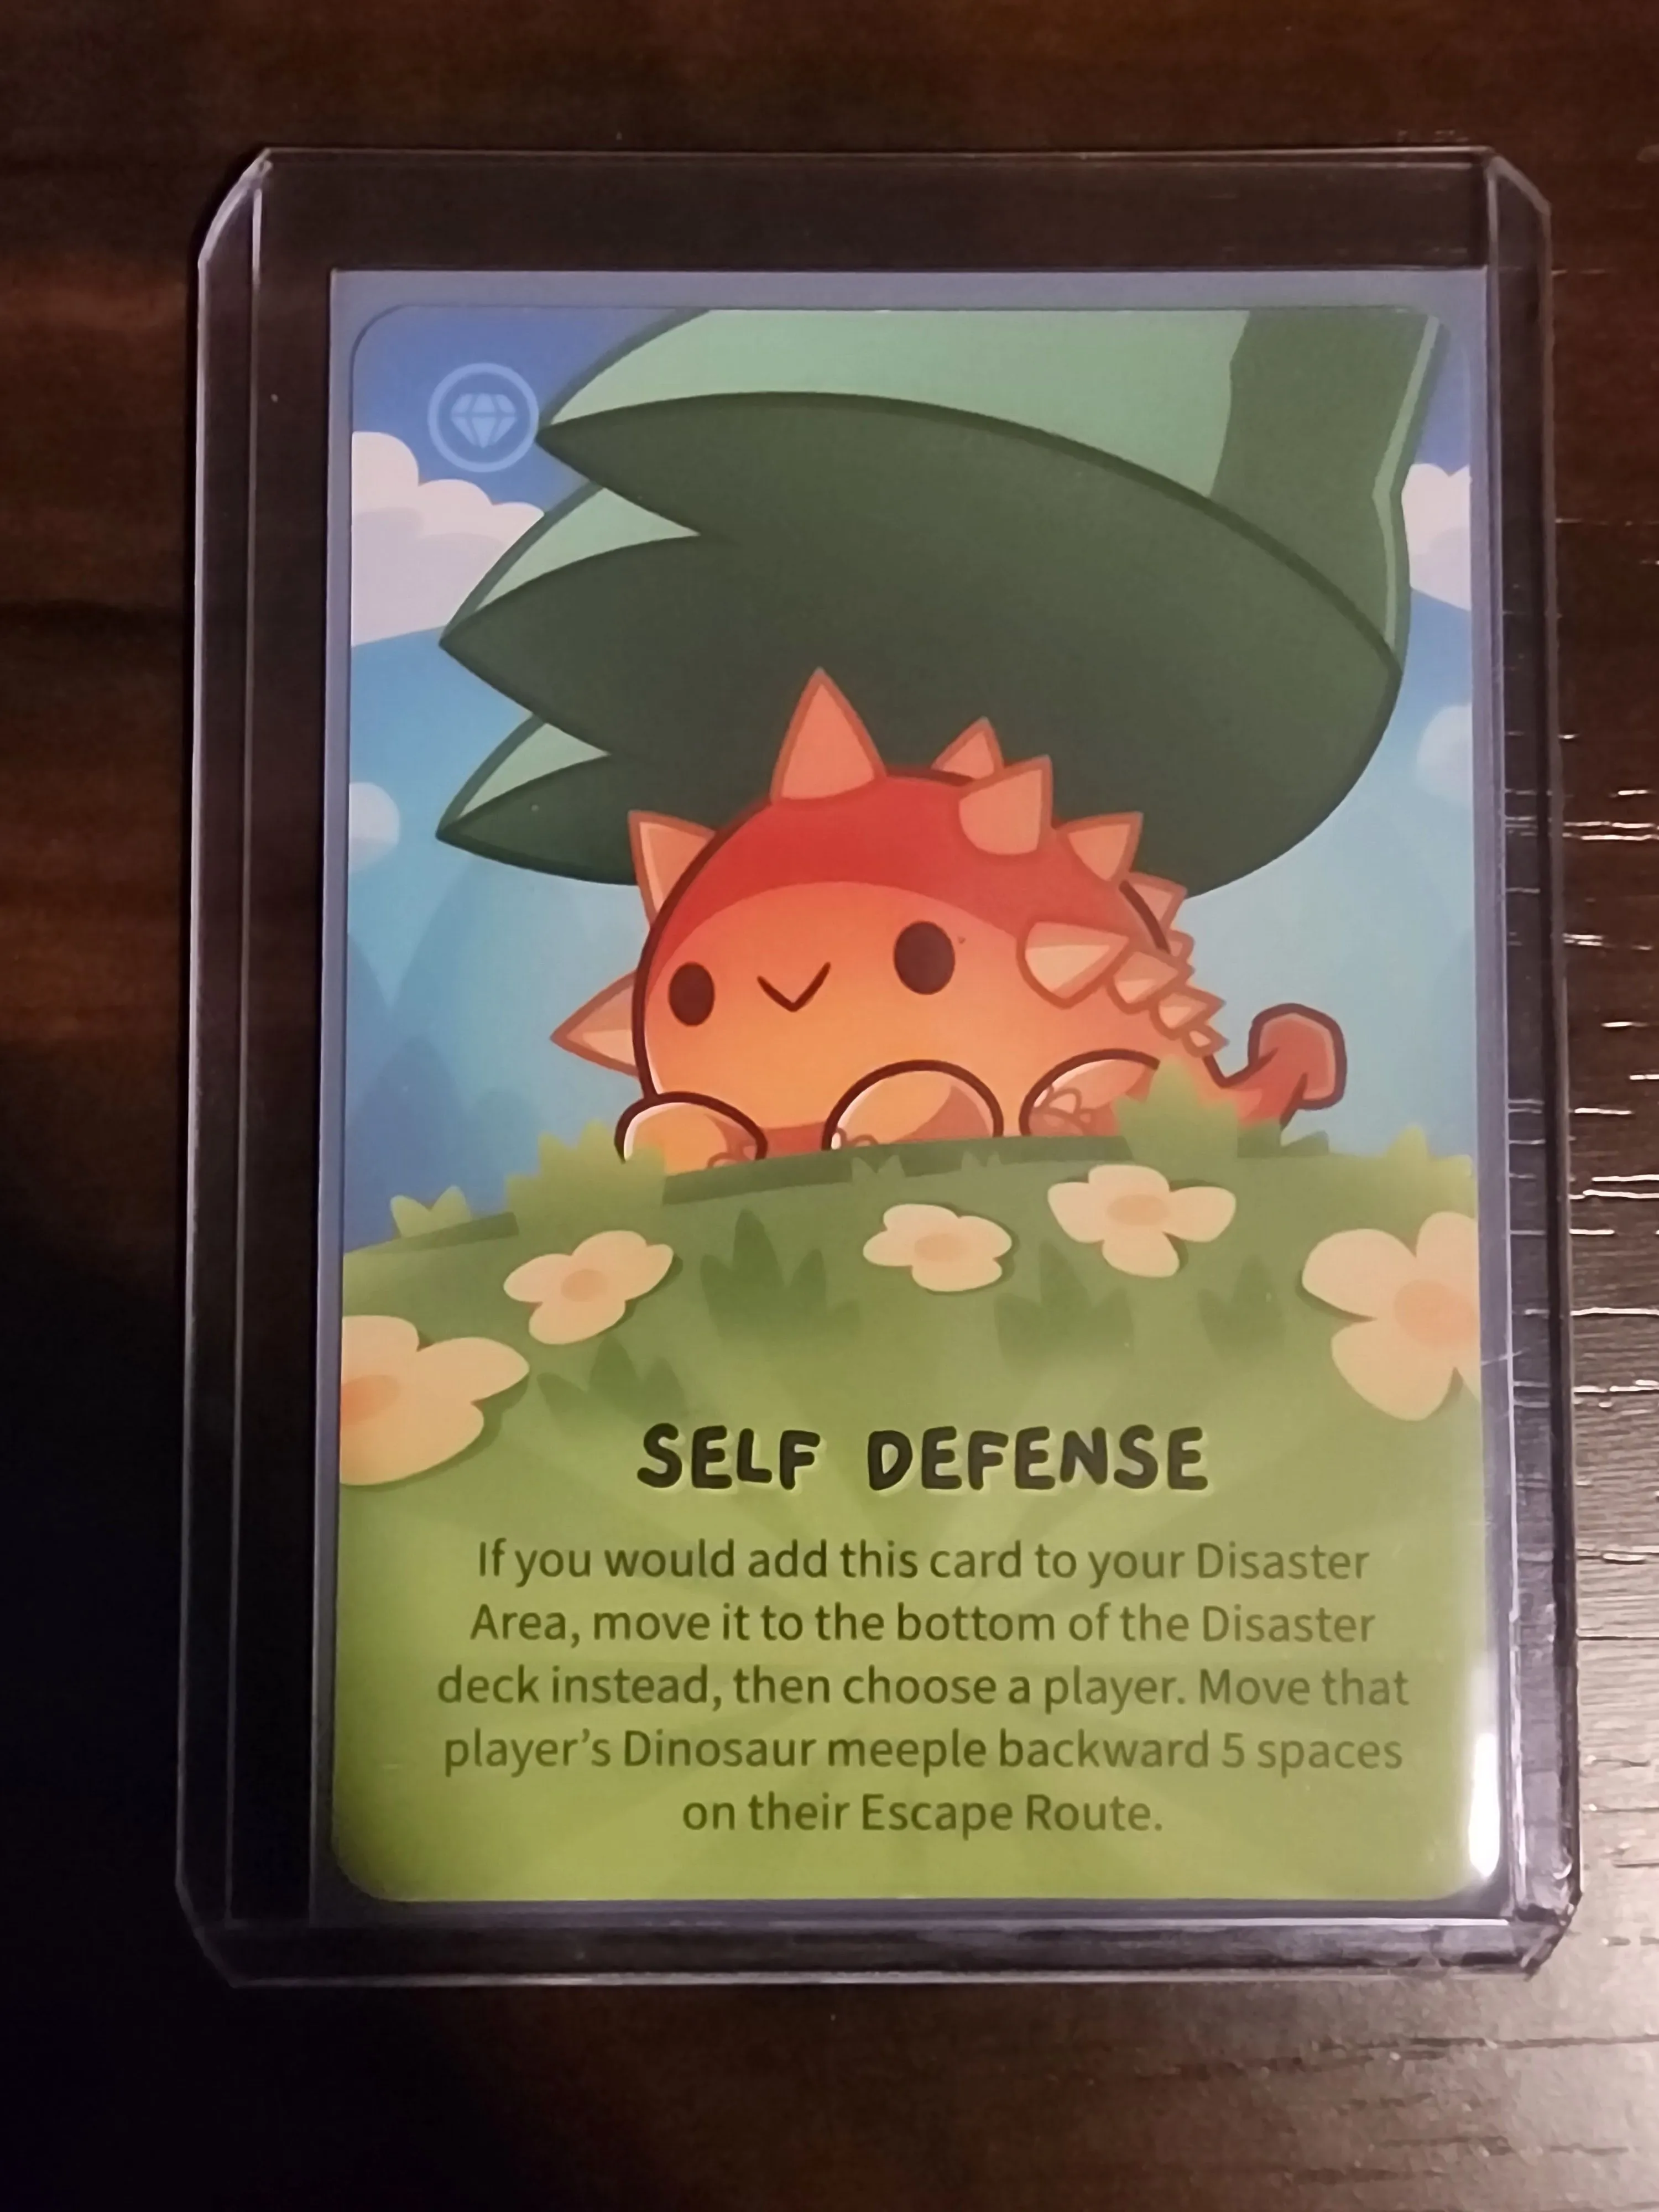 SELF DEFENSE
If you would add this card to your Disaster
Area, move it to the bottom of the Disaster
deck instead, then choose a player. Move that
player’s Dinosaur meeple backward 5 spaces
on their Escape Route.